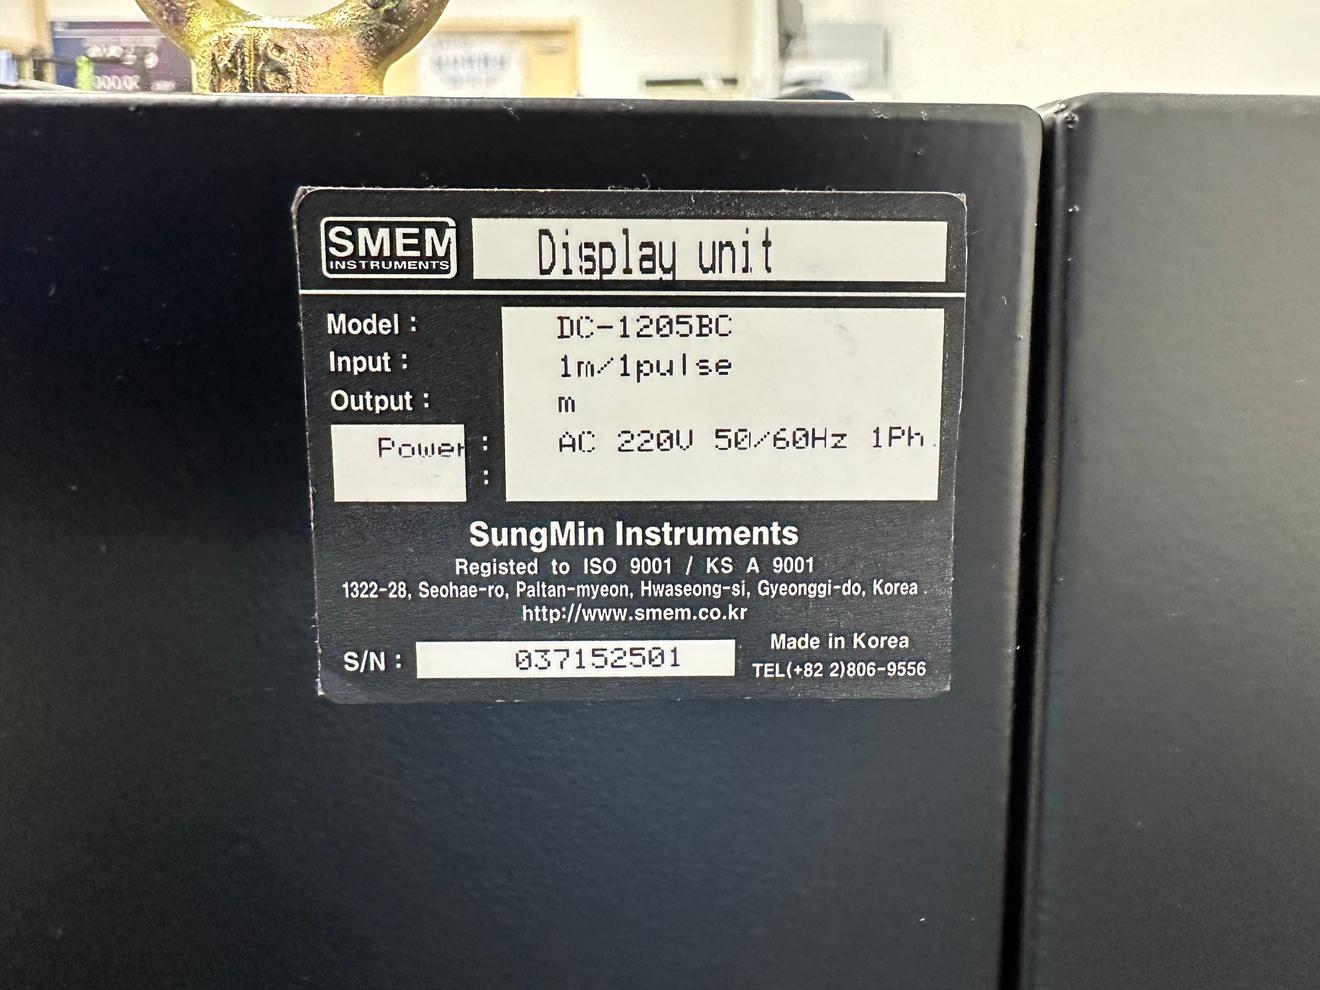 SMEM
INSTRUMENTS
Display unit
Model : DC-1205BC
Input : 1m/1pulse
Output : m
Power : AC 220V 50/60Hz 1Ph.
:
SungMin Instruments
Registed to ISO 9001 / KS A 9001
1322-28, Seohae-ro, Paltan-myeon, Hwaseong-si, Gyeonggi-do, Korea .
http://www.smem.co.kr
S/N : 037152501
Made in Korea
TEL(+82 2)806-9556